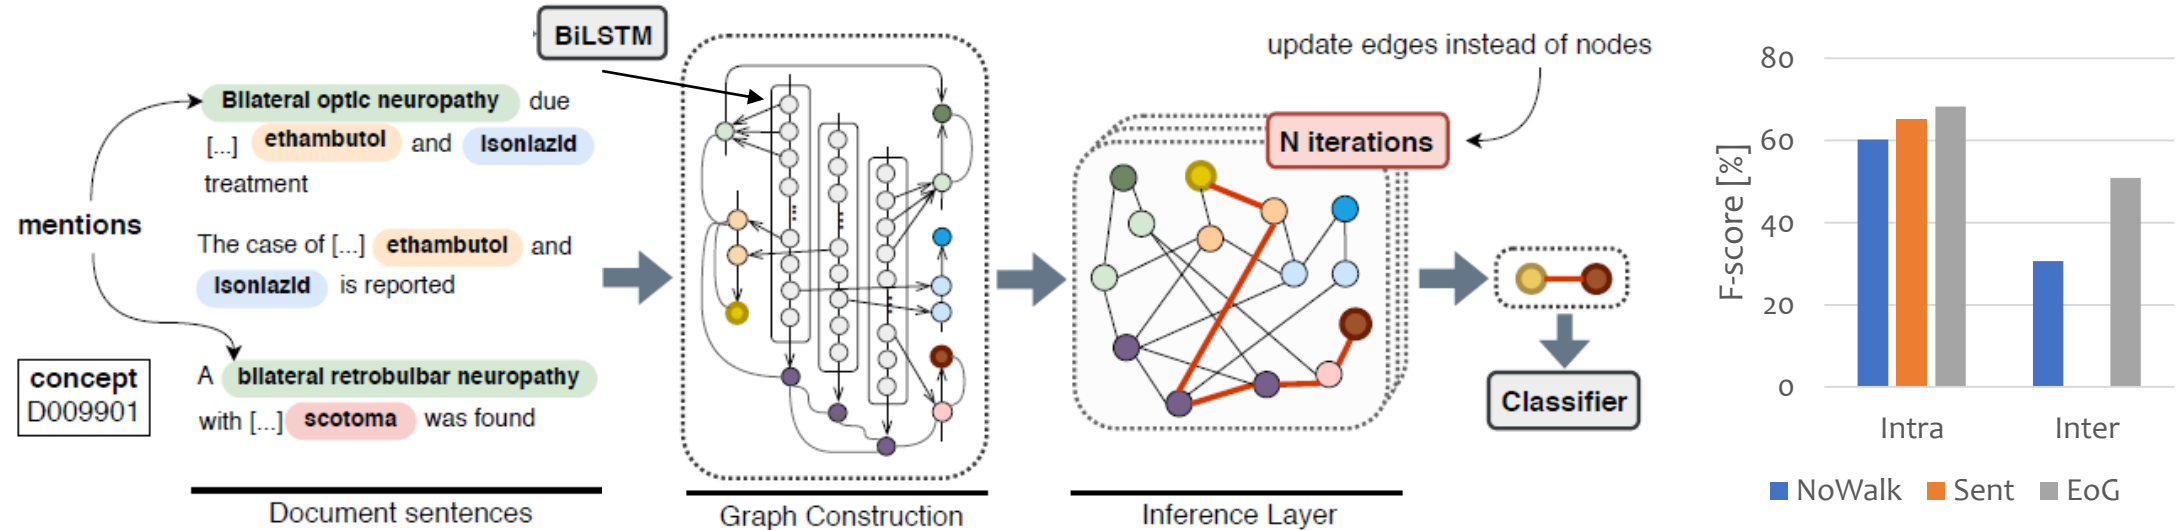 BiLSTM
update edges instead of nodes
Bilateral optic neuropathy due
[...] ethambutol and Isoniazid
treatment
mentions
The case of [...] ethambutol and
Isoniazid is reported
concept
D009901
A bilateral retrobulbar neuropathy
with [...] scotoma was found
N iterations
Classifier
Document sentences
Graph Construction
Inference Layer
F-score [%]
80
60
40
20
0
Intra Inter
NoWalk Sent EoG